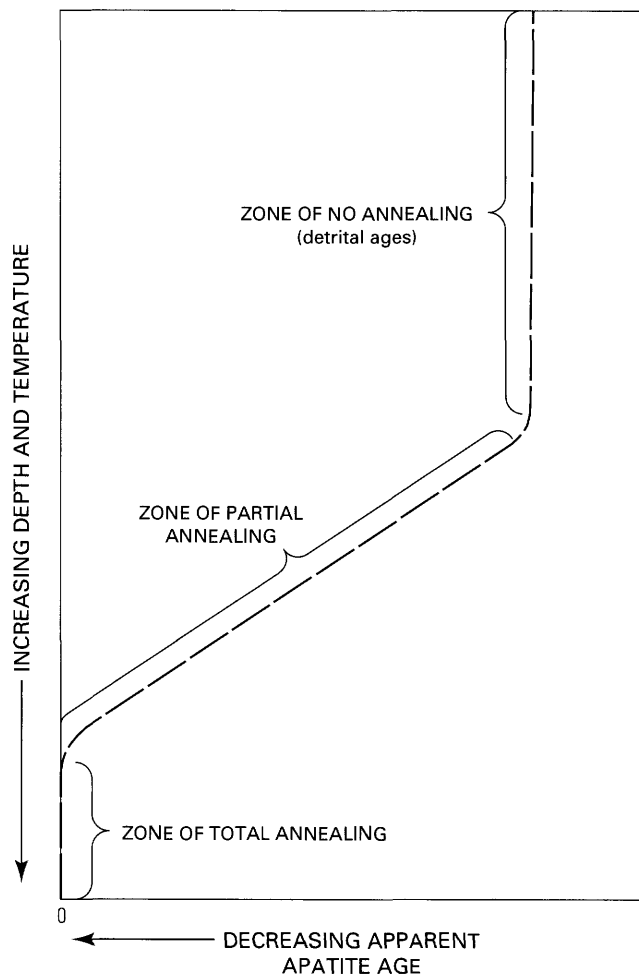 ZONE OF NO ANNEALING
(detrital ages)
INCREASING DEPTH AND TEMPERATURE
ZONE OF PARTIAL
ANNEALING
ZONE OF TOTAL ANNEALING
0
DECREASING APPARENT
APATITE AGE